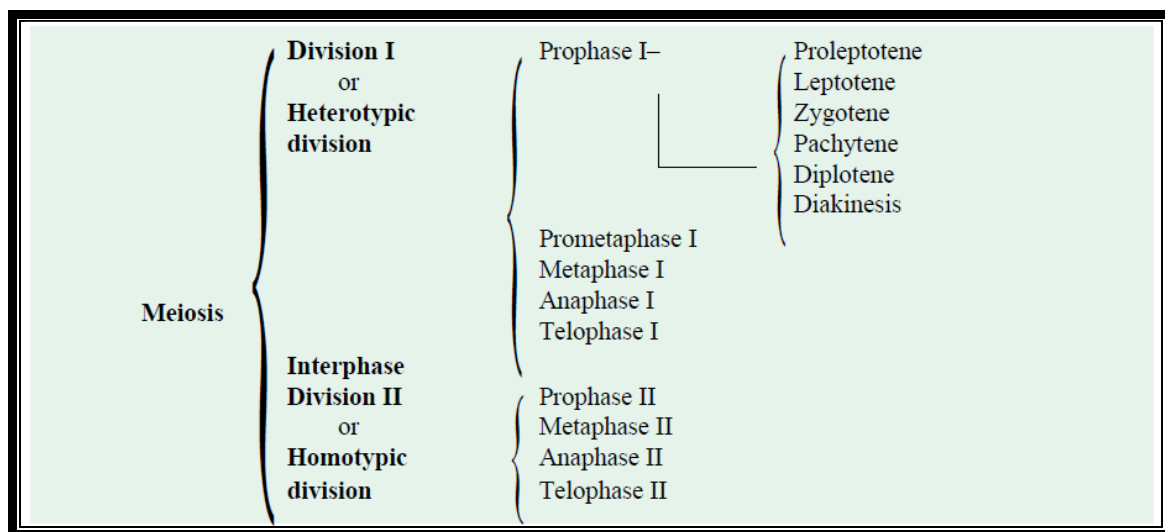 Meiosis
Division I
or
Heterotypic
division
Prophase I–
Proleptotene
Leptotene
Zygotene
Pachytene
Diplotene
Diakinesis
Prometaphase I
Metaphase I
Anaphase I
Telophase I
Interphase
Division II
or
Homotypic
division
Prophase II
Metaphase II
Anaphase II
Telophase II